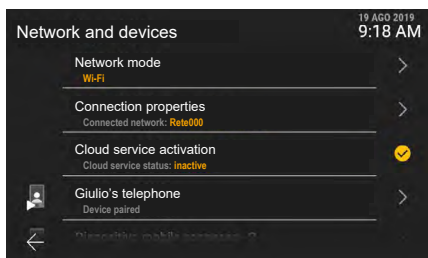 19 AGO 2019
Network and devices
9:18 AM
Network mode
Wi-Fi
Connection properties
Connected network: Rete000
Cloud service activation
Cloud service status: inactive
Giulio's telephone
Device paired